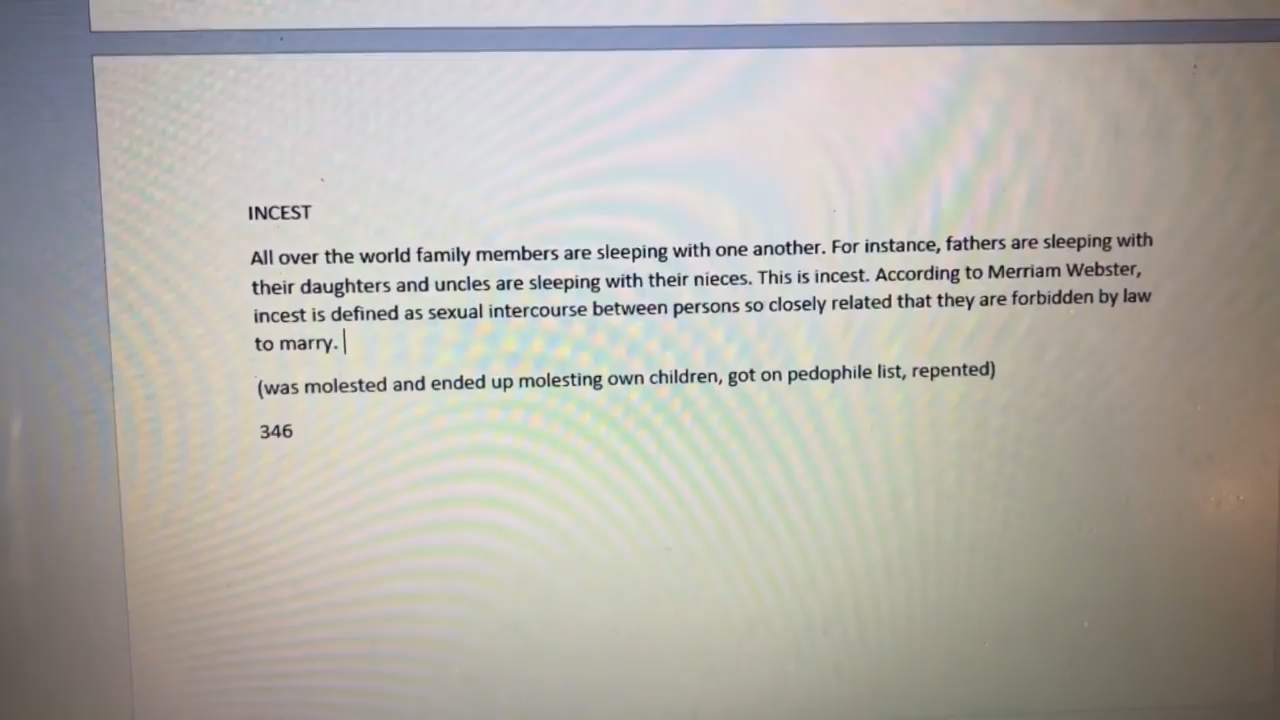 INCEST
All over the world family members are sleeping with one another. For instance, fathers are sleeping with
their daughters and uncles are sleeping with their nieces. This is incest. According to Merriam Webster,
incest is defined as sexual intercourse between persons so closely related that they are forbidden by law
to marry.
(was molested and ended up molesting own children, got on pedophile list, repented)
346